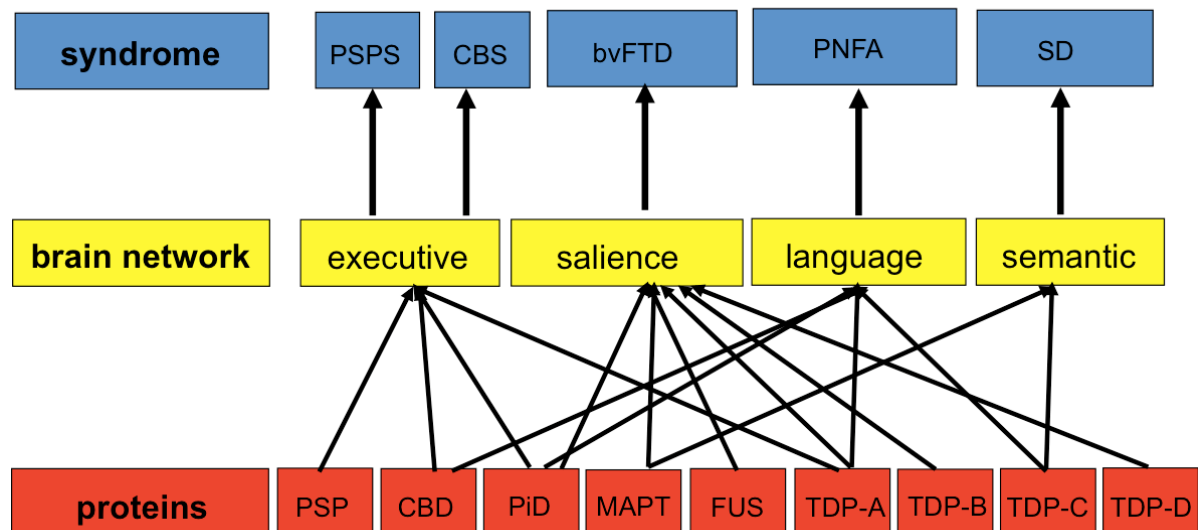 syndrome PSPS CBS bvFTD PNFA SD
brain network executive salience language semantic
proteins PSP CBD PiD MAPT FUS TDP-A TDP-B TDP-C TDP-D